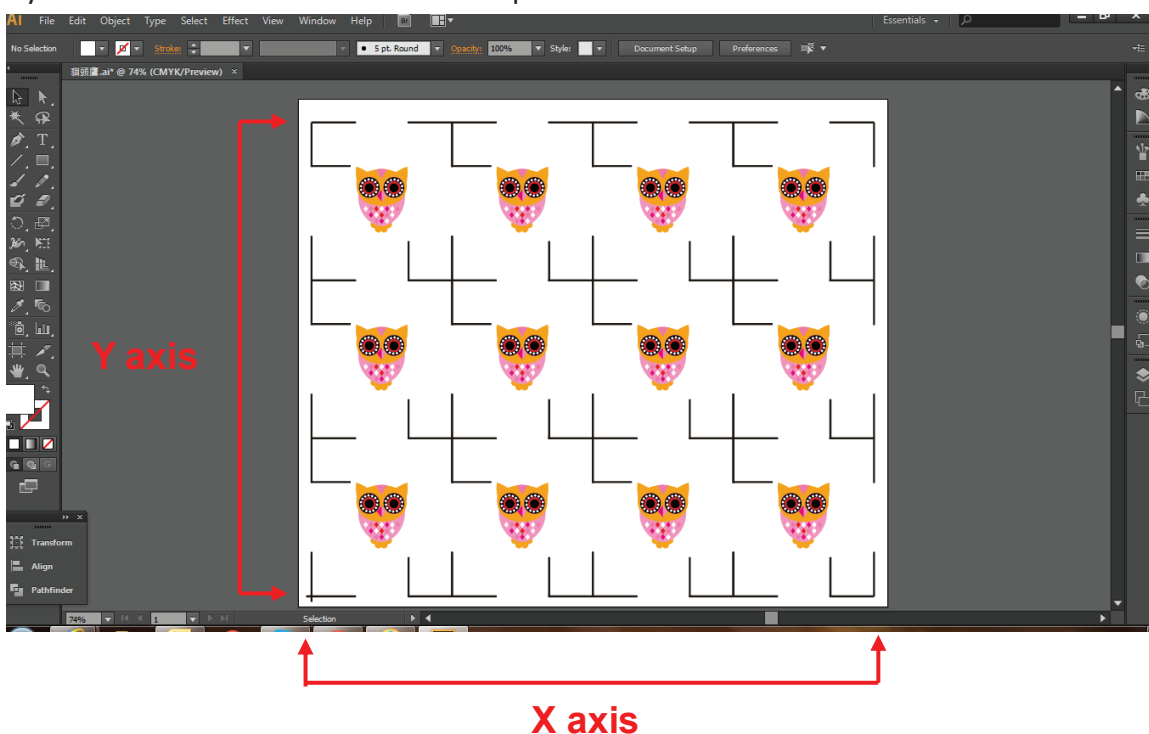 Ai File Edit Object Type Select Effect View Window Help Br Essentials
No Selection Stroke: 5 pt. Round Opacity: 100% Style: Document Setup Preferences
.ai* @ 74% (CMYK/Preview) ×
Y axis
Transform
Align
Pathfinder
74% 1 Selection
X axis